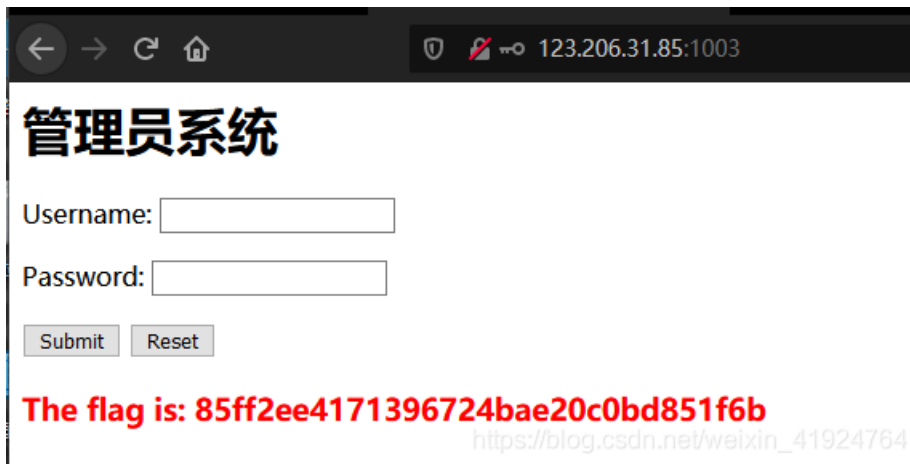 123.206.31.85:1003
管理员系统
Username:
Password:
Submit Reset
The flag is: 85ff2ee4171396724bae20c0bd851f6b
https://blog.csdn.net/weixin_41924764